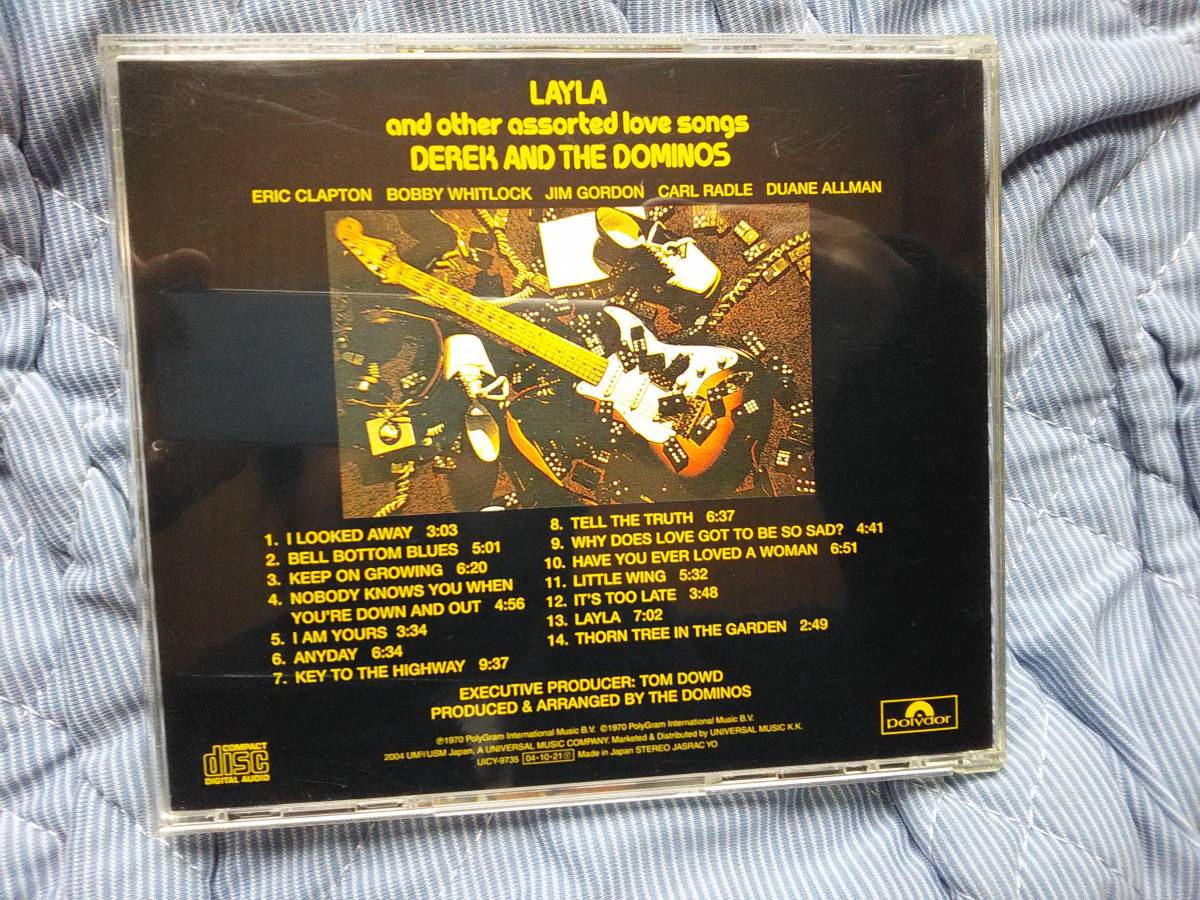 LAYLA
and other assorted love songs
DEREK AND THE DOMINOS
ERIC CLAPTON BOBBY WHITLOCK JIM GORDON CARL RADLE DUANE ALLMAN
1. I LOOKED AWAY 3:03
2. BELL BOTTOM BLUES 5:01
3. KEEP ON GROWING 6:20
4. NOBODY KNOWS YOU WHEN
YOU'RE DOWN AND OUT 4:56
5. I AM YOURS 3:34
6. ANYDAY 6:34
7. KEY TO THE HIGHWAY 9:37
8. TELL THE TRUTH 6:37
9. WHY DOES LOVE GOT TO BE SO SAD? 4:41
10. HAVE YOU EVER LOVED A WOMAN 6:51
11. LITTLE WING 5:32
12. IT'S TOO LATE 3:48
13. LAYLA 7:02
14. THORN TREE IN THE GARDEN 2:49
EXECUTIVE PRODUCER: TOM DOWD
PRODUCED & ARRANGED BY THE DOMINOS
℗1970 PolyGram International Music B.V. ©1970 PolyGram International Music B.V.
2004 UMP/USM Japan, A UNIVERSAL MUSIC COMPANY. Marketed & Distributed by UNIVERSAL MUSIC K.K.
UICY-9735 04·10·21 Made in Japan STEREO JASRAC YO
COMPACT
disc
DIGITAL AUDIO
polydor